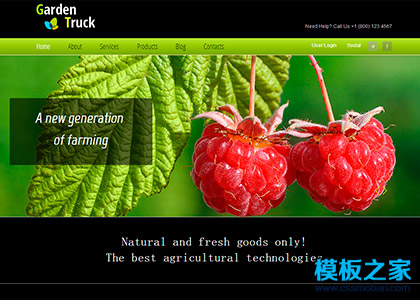 Garden
Truck
Need Help? Call Us +1 (800) 123 4567
Home About Services Products Blog Contacts User Login Social
A new generation
of farming
Natural and fresh goods only!
The best agricultural technologies
模板之家
www.cssmoban.com